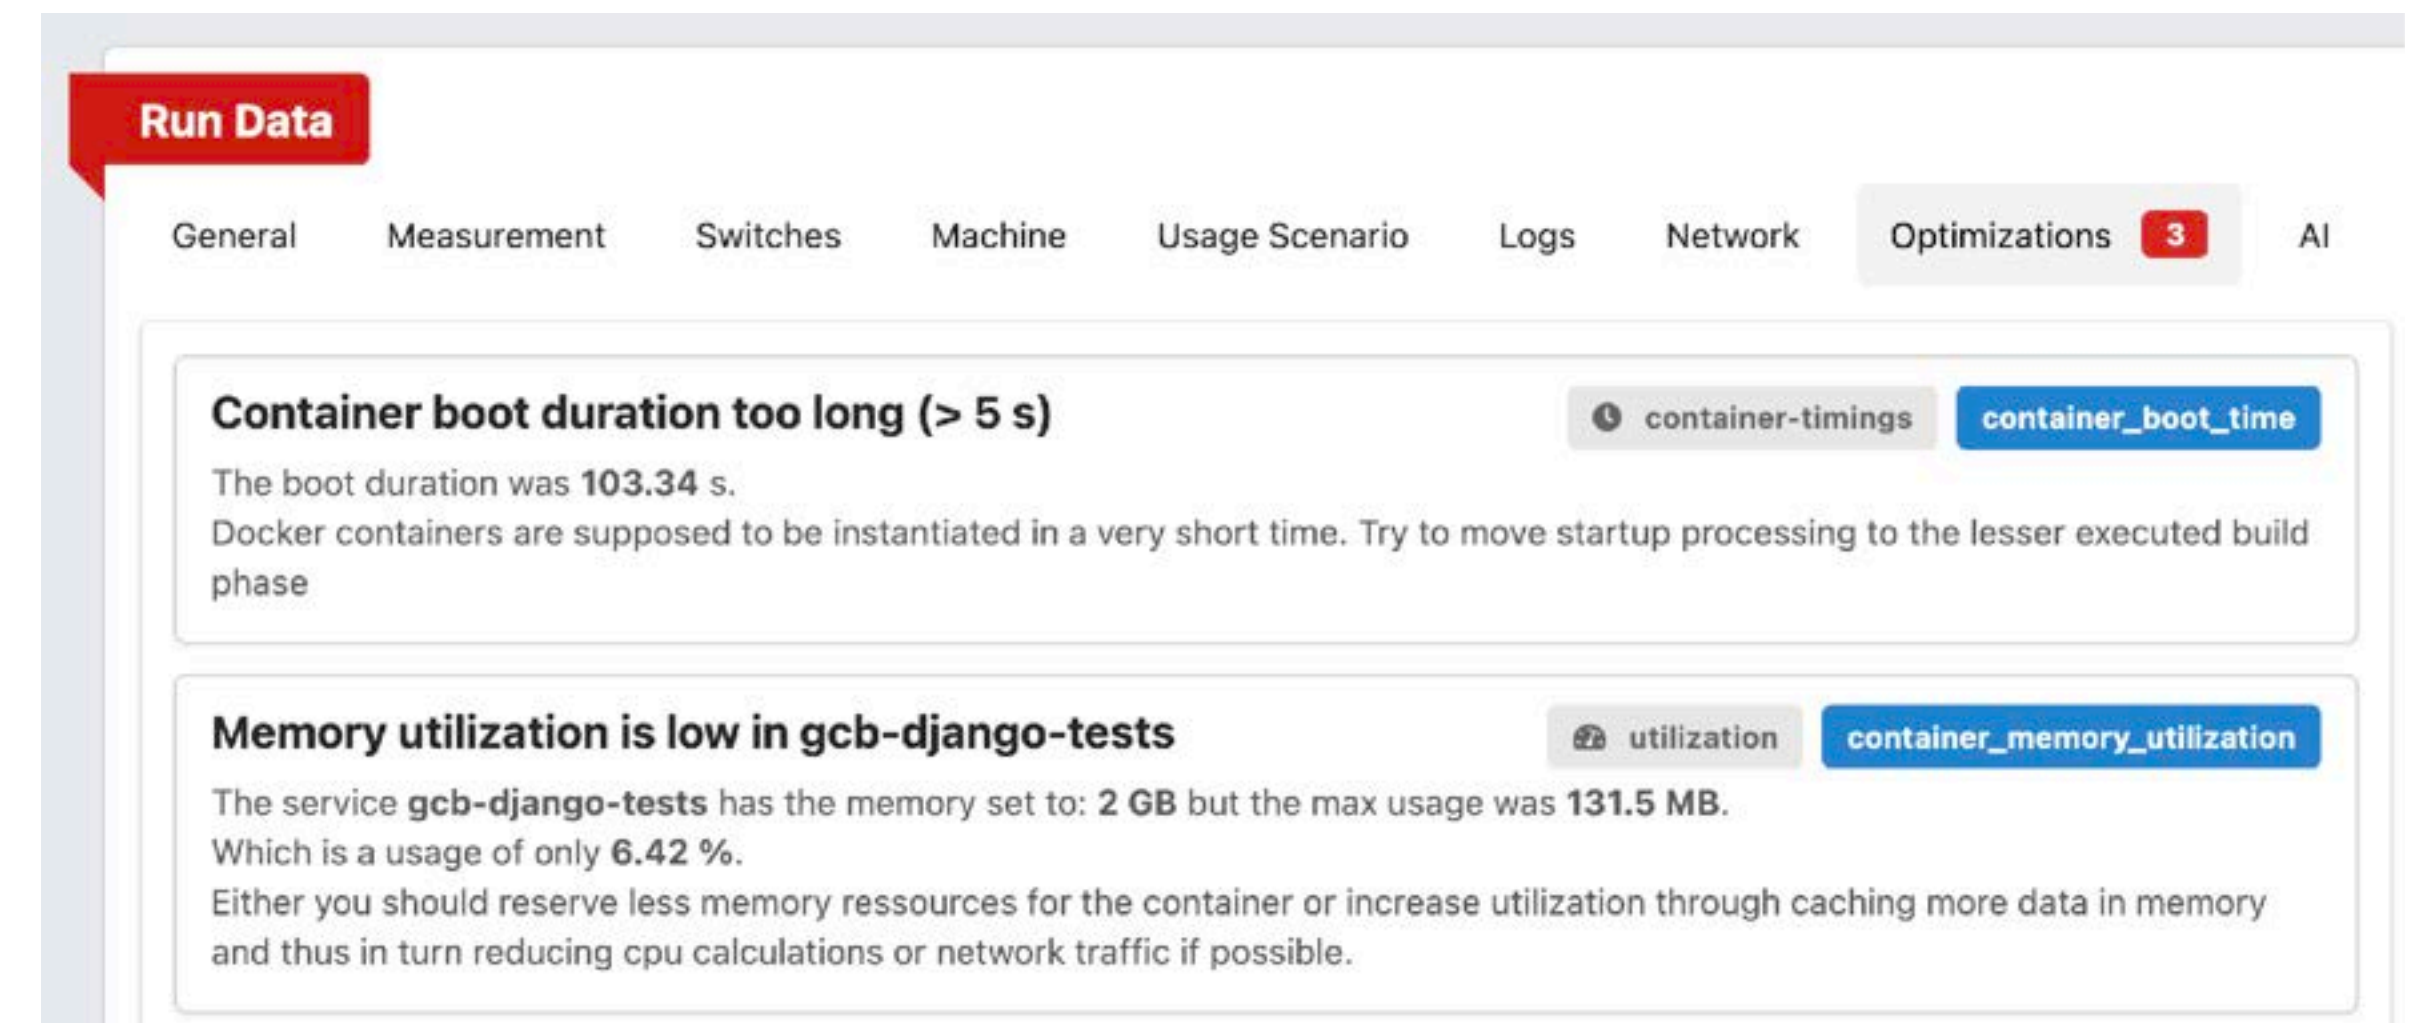 Run Data
General Measurement Switches Machine Usage Scenario Logs Network Optimizations 3 AI
Container boot duration too long (> 5 s) container-timings container_boot_time
The boot duration was 103.34 s.
Docker containers are supposed to be instantiated in a very short time. Try to move startup processing to the lesser executed build
phase
Memory utilization is low in gcb-django-tests utilization container_memory_utilization
The service gcb-django-tests has the memory set to: 2 GB but the max usage was 131.5 MB.
Which is a usage of only 6.42 %.
Either you should reserve less memory ressources for the container or increase utilization through caching more data in memory
and thus in turn reducing cpu calculations or network traffic if possible.